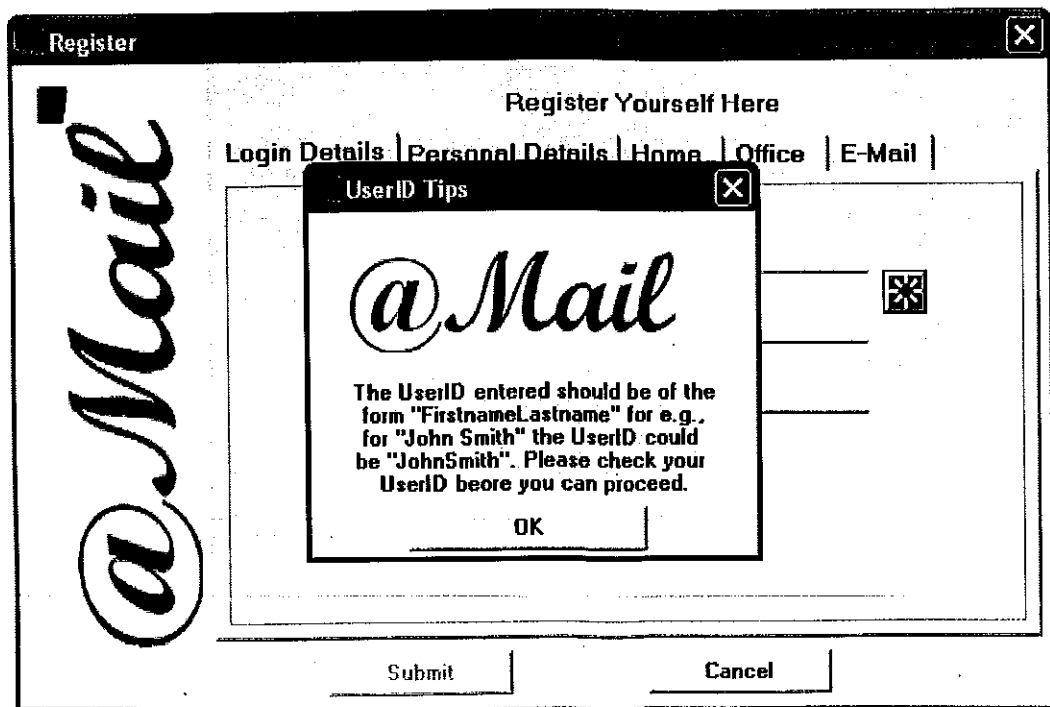 Register
@Mail
Register Yourself Here
Login Details Personal Details Home Office E-Mail
UserID Tips
@Mail
The UserID entered should be of the
form "FirstnameLastname" for e.g.,
for "John Smith" the UserID could
be "JohnSmith". Please check your
UserID beore you can proceed.
OK
Submit Cancel